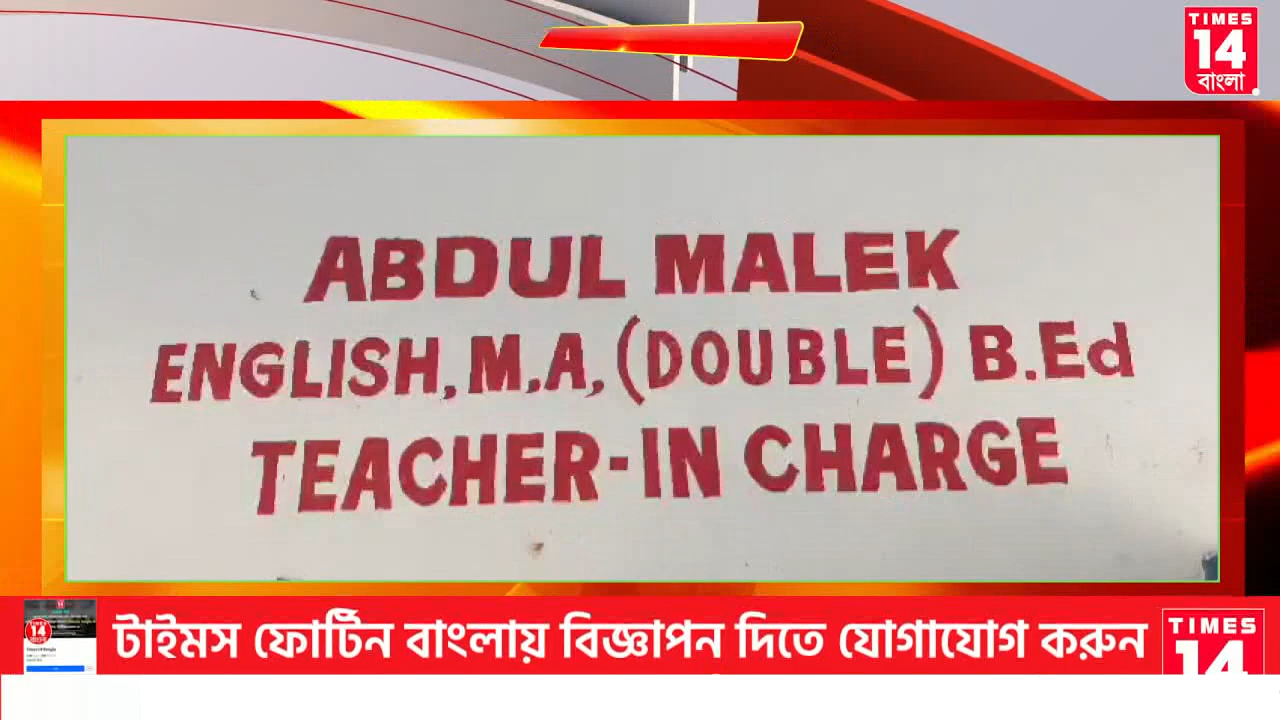 TIMES
14
বাংলা
ABDUL MALEK
ENGLISH, M.A, (DOUBLE) B.Ed
TEACHER-IN CHARGE
টাইমস ফোর্টিন বাংলায় বিজ্ঞাপন দিতে যোগাযোগ করুন
TIMES
14